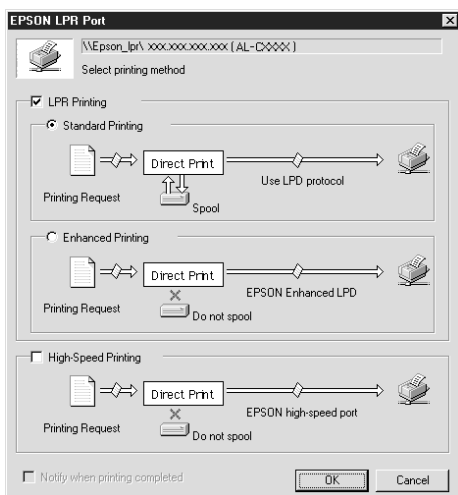 EPSON LPR Port
\\Epson_lpr\ xxx.xxx.xxx.xxx ( AL-CXXXX )
Select printing method
LPR Printing
Standard Printing
Direct Print
Use LPD protocol
Printing Request
Spool
Enhanced Printing
Direct Print
EPSON Enhanced LPD
Printing Request
Do not spool
High-Speed Printing
Direct Print
EPSON high-speed port
Printing Request
Do not spool
Notify when printing completed
OK
Cancel